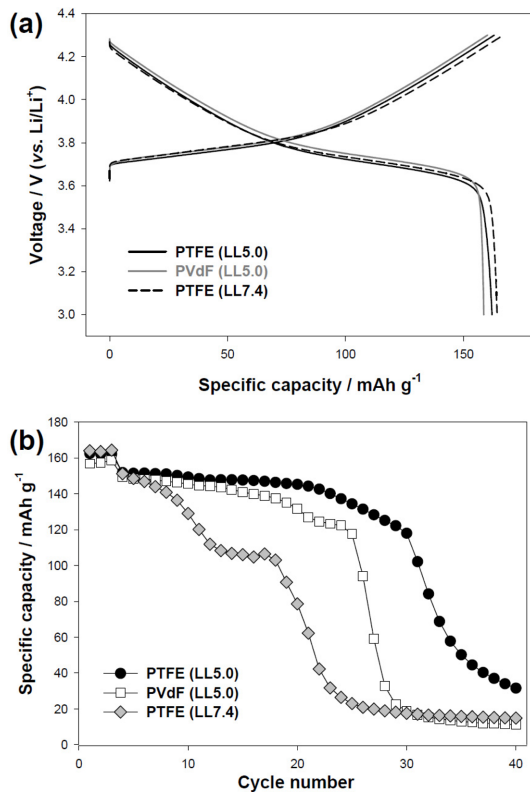 (a)
4.4
4.2
4.0
3.8
3.6
3.4
3.2
3.0
Voltage / V (vs. Li/Li⁺)
PTFE (LL5.0)
PVdF (LL5.0)
PTFE (LL7.4)
0 50 100 150
Specific capacity / mAh g⁻¹
(b)
180
160
140
120
100
80
60
40
20
0
Specific capacity / mAh g⁻¹
PTFE (LL5.0)
PVdF (LL5.0)
PTFE (LL7.4)
0 10 20 30 40
Cycle number